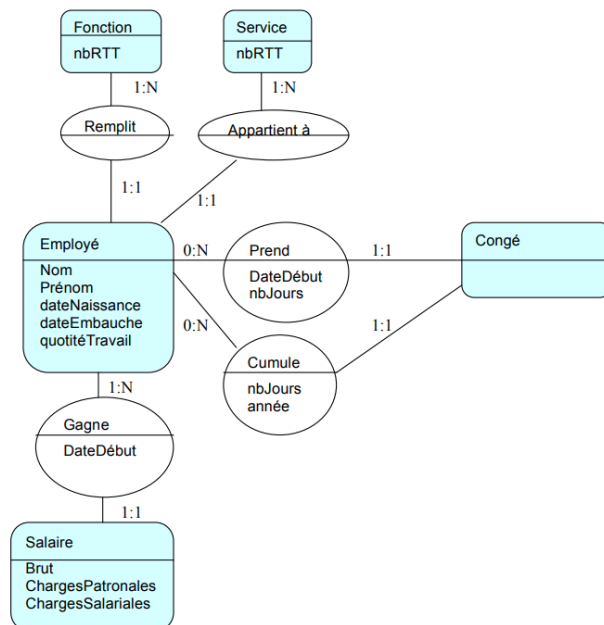 Fonction
nbRTT
Service
nbRTT
1:N
1:N
Remplit
Appartient à
1:1
1:1
Employé
Nom
Prénom
dateNaissance
dateEmbauche
quotitéTravail
0:N
Prend
DateDébut
nbJours
1:1
Congé
0:N
Cumule
nbJours
année
1:1
1:N
Gagne
DateDébut
1:1
Salaire
Brut
ChargesPatronales
ChargesSalariales